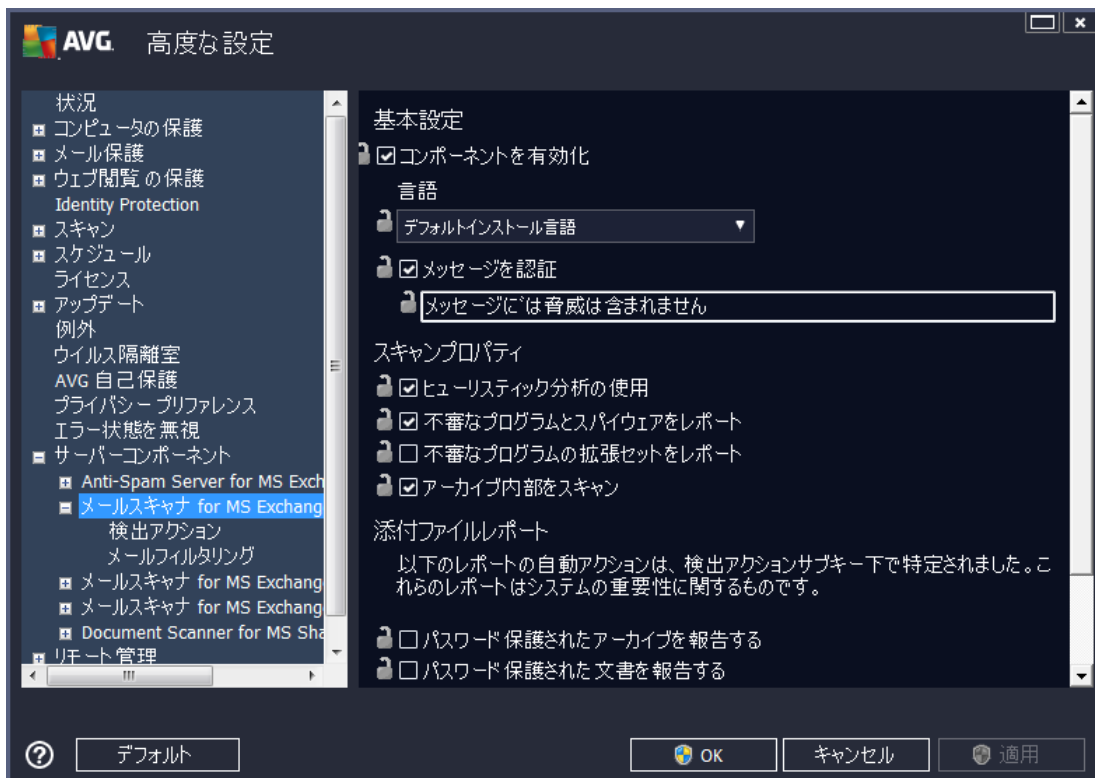 AVG. 高度な設定
状況
コンピュータの保護
メール保護
ウェブ閲覧 の保護
Identity Protection
スキャン
スケジュール
ライセンス
アップデート
例外
ウイルス隔離室
AVG 自己保護
プライバシー プリファレンス
エラー状態を無視
サーバーコンポーネント
Anti-Spam Server for MS Exch
メールスキャナ for MS Exchang
検出アクション
メールフィルタリング
メールスキャナ for MS Exchang
メールスキャナ for MS Exchang
Document Scanner for MS Sha
リモート管理
基本設定
コンポーネントを有効化
言語
デフォルトインストール言語
メッセージを認証
メッセージに゛は脅威は含まれません
スキャンプロパティ
ヒューリスティック分析の使用
不審なプログラムとスパイウェアをレポート
不審なプログラムの拡張セットをレポート
アーカイブ内部をスキャン
添付ファイルレポート
以下のレポートの自動アクションは、検出アクションサブキー下で特定されました。こ
れらのレポートはシステムの重要性に関するものです。
パスワード保護されたアーカイブを報告する
パスワード保護された文書を報告する
デフォルト
OK
キャンセル
適用